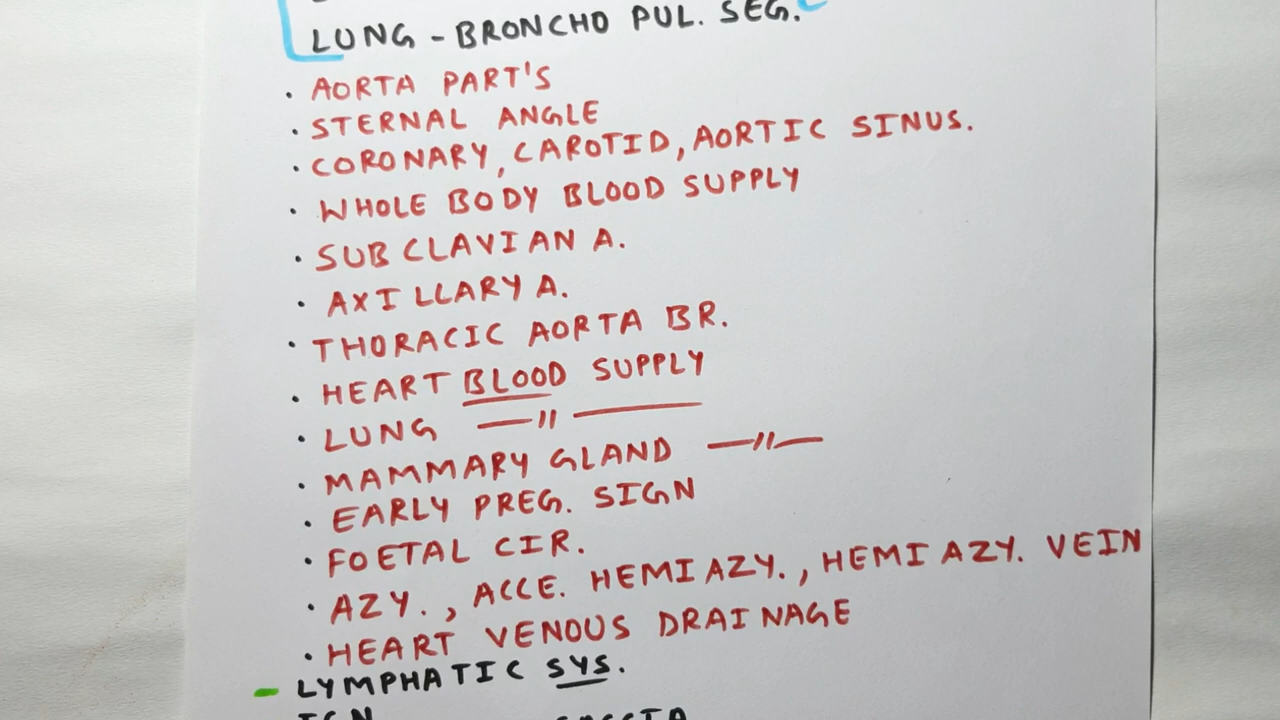 LUNG - BRONCHO PUL. SEG.
• AORTA PART'S
• STERNAL ANGLE
• CORONARY, CAROTID, AORTIC SINUS.
• WHOLE BODY BLOOD SUPPLY
• SUBCLAVIAN A.
• AXILLARY A.
• THORACIC AORTA BR.
• HEART BLOOD SUPPLY
• LUNG —〃—
• MAMMARY GLAND —〃—
• EARLY PREG. SIGN
• FOETAL CIR.
• AZY., ACCE. HEMIAZY., HEMIAZY. VEIN
• HEART VENOUS DRAINAGE
- LYMPHATIC SYS.